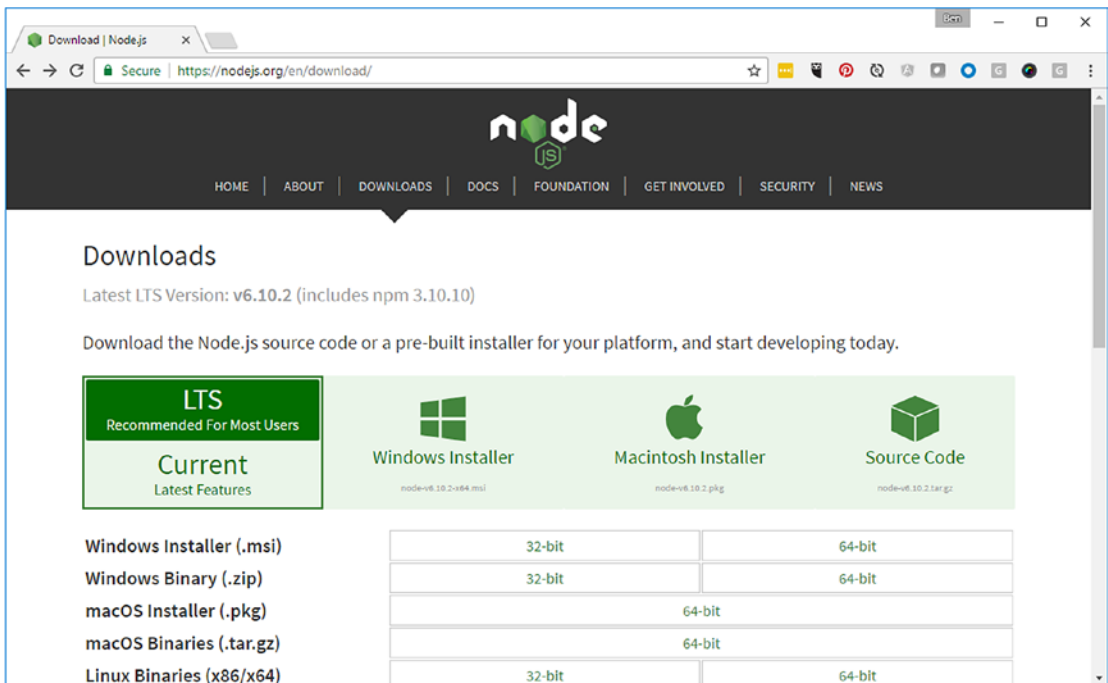 Ben
Download | Node.js
Secure | https://nodejs.org/en/download/
node
JS
HOME | ABOUT | DOWNLOADS | DOCS | FOUNDATION | GET INVOLVED | SECURITY | NEWS
Downloads
Latest LTS Version: v6.10.2 (includes npm 3.10.10)
Download the Node.js source code or a pre-built installer for your platform, and start developing today.
LTS
Recommended For Most Users
Current
Latest Features
Windows Installer
node-v6.10.2-x64.msi
Macintosh Installer
node-v6.10.2.pkg
Source Code
node-v6.10.2.tar.gz
Windows Installer (.msi) 32-bit 64-bit
Windows Binary (.zip) 32-bit 64-bit
macOS Installer (.pkg) 64-bit
macOS Binaries (.tar.gz) 64-bit
Linux Binaries (x86/x64) 32-bit 64-bit